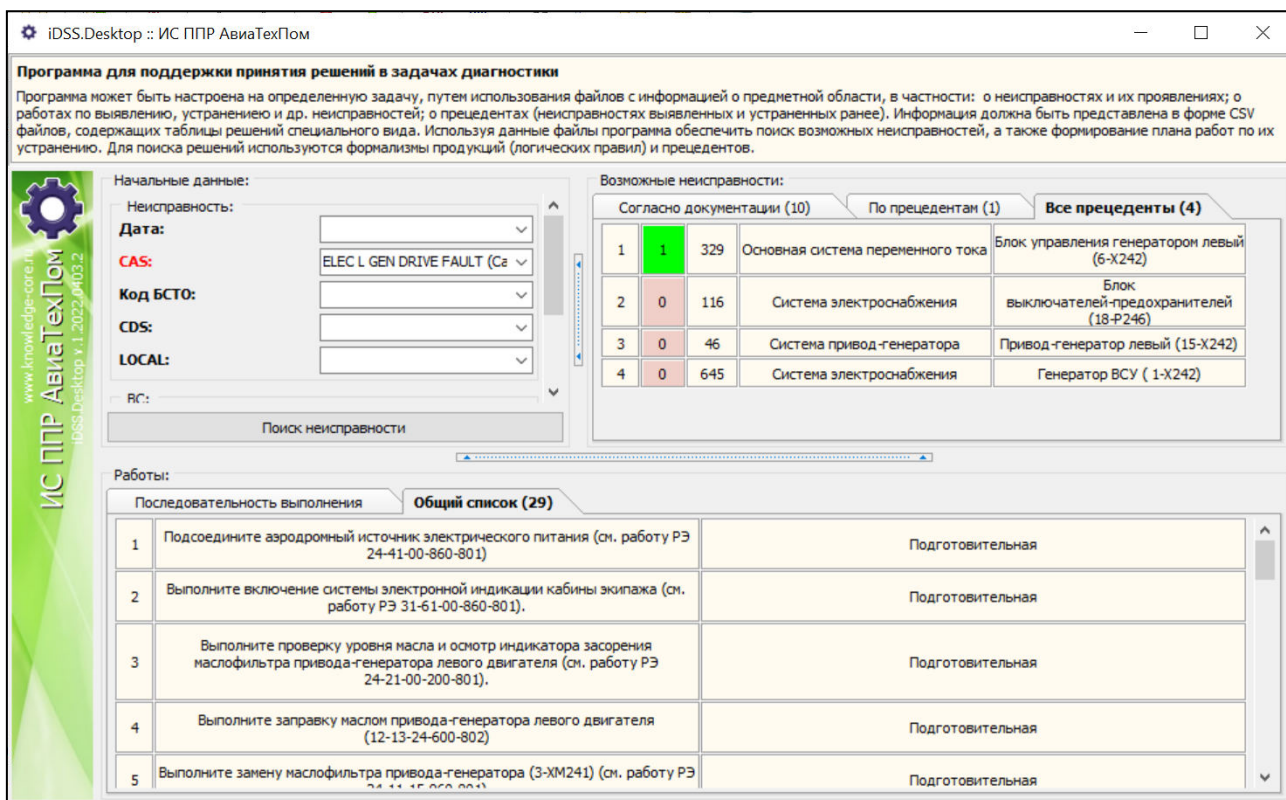 iDSS.Desktop :: ИС ППР АвиаТехПом
Программа для поддержки принятия решений в задачах диагностики
Программа может быть настроена на определенную задачу, путем использования файлов с информацией о предметной области, в частности: о неисправностях и их проявлениях; о
работах по выявлению, устранениею и др. неисправностей; о прецедентах (неисправностях выявленных и устраненных ранее). Информация должна быть представлена в форме CSV
файлов, содержащих таблицы решений специального вида. Используя данные файлы программа обеспечить поиск возможных неисправностей, а также формирование плана работ по их
устранению. Для поиска решений используются формализмы продукций (логических правил) и прецедентов.
www.knowledge-core.ru
ИС ППР АвиаТехПом
iDSS.Desktop v.1.2022.0403.2
Начальные данные:
Неисправность:
Дата:
CAS:
ELEC L GEN DRIVE FAULT (Ca
Код БСТО:
CDS:
LOCAL:
ВС:
Поиск неисправности
Возможные неисправности:
Согласно документации (10)
По прецедентам (1)
Все прецеденты (4)
1 1 329 Основная система переменного тока Блок управления генератором левый
(6-X242)
2 0 116 Система электроснабжения Блок
выключателей-предохранителей
(18-P246)
3 0 46 Система привод-генератора Привод-генератор левый (15-X242)
4 0 645 Система электроснабжения Генератор ВСУ ( 1-X242)
Работы:
Последовательность выполнения
Общий список (29)
1 Подсоедините аэродромный источник электрического питания (см. работу РЭ
24-41-00-860-801)
Подготовительная
2 Выполните включение системы электронной индикации кабины экипажа (см.
работу РЭ 31-61-00-860-801).
Подготовительная
3 Выполните проверку уровня масла и осмотр индикатора засорения
маслофильтра привода-генератора левого двигателя (см. работу РЭ
24-21-00-200-801).
Подготовительная
4 Выполните заправку маслом привода-генератора левого двигателя
(12-13-24-600-802)
Подготовительная
5 Выполните замену маслофильтра привода-генератора (3-XM241) (см. работу РЭ
Подготовительная